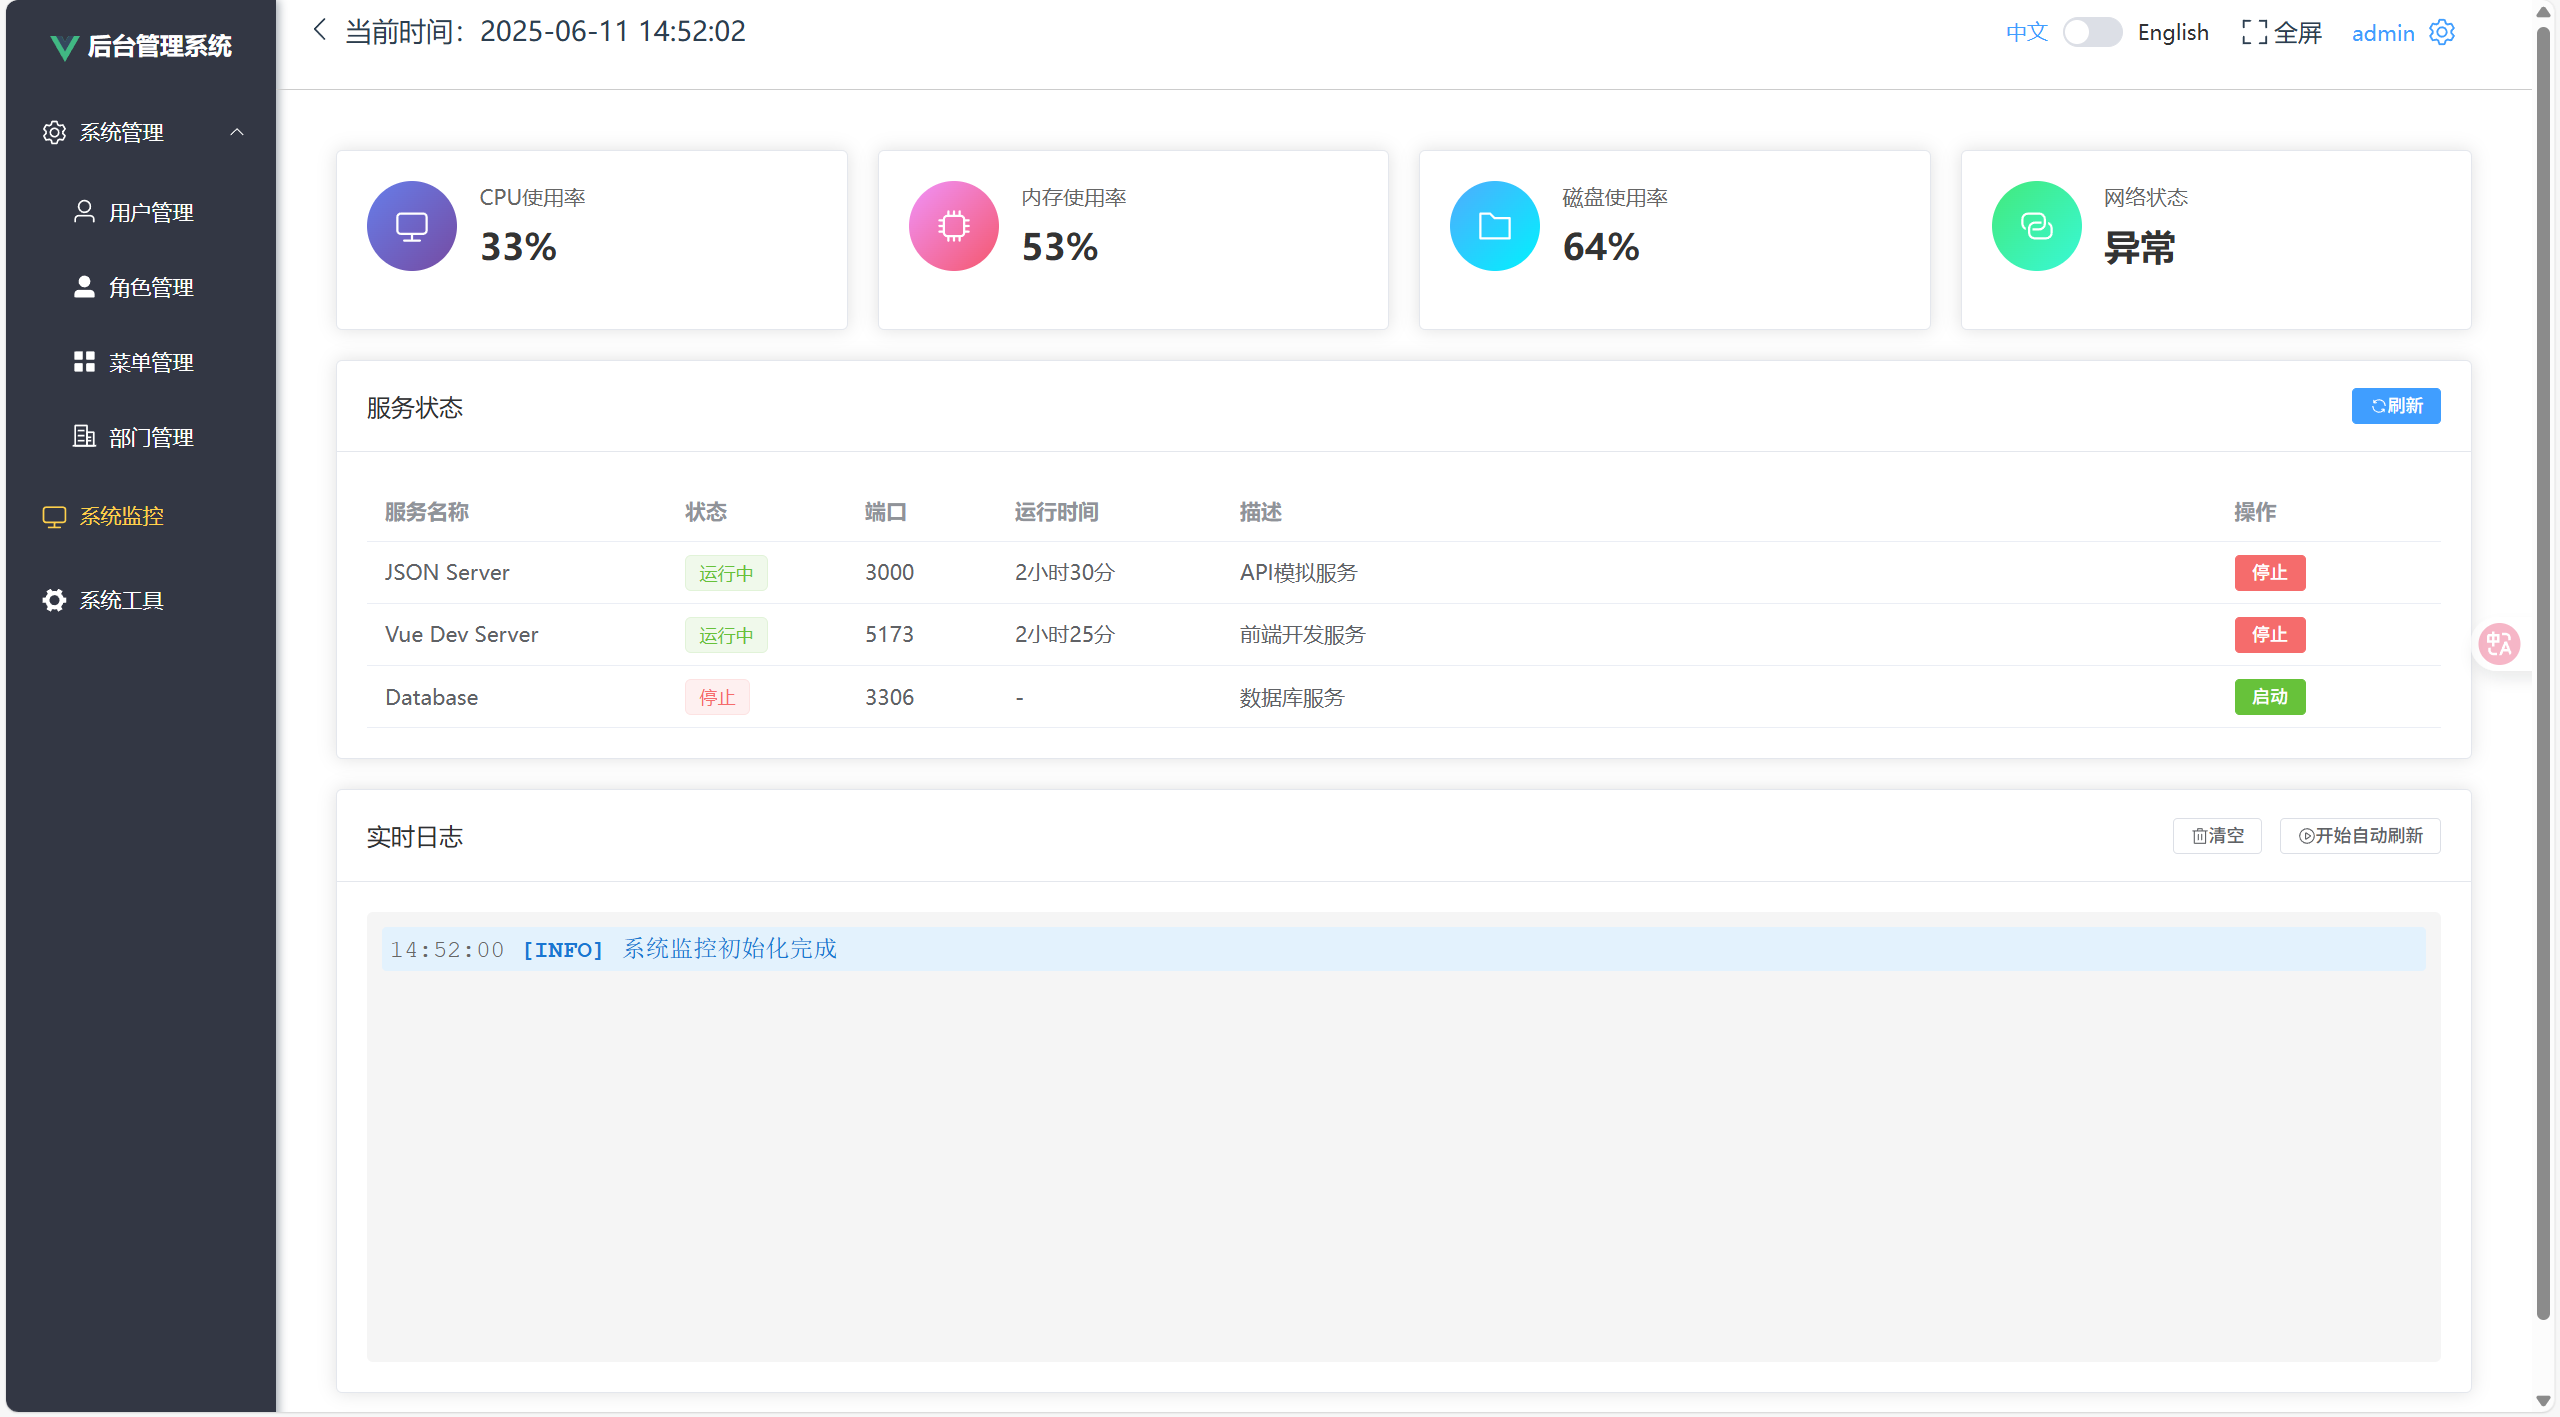 后台管理系统
系统管理
用户管理
角色管理
菜单管理
部门管理
系统监控
系统工具
当前时间：2025-06-11 14:52:02
中文 English 全屏 admin
CPU使用率
33%
内存使用率
53%
磁盘使用率
64%
网络状态
异常
服务状态 刷新
服务名称 状态 端口 运行时间 描述 操作
JSON Server 运行中 3000 2小时30分 API模拟服务 停止
Vue Dev Server 运行中 5173 2小时25分 前端开发服务 停止
Database 停止 3306 - 数据库服务 启动
实时日志 清空 开始自动刷新
14:52:00 [INFO] 系统监控初始化完成